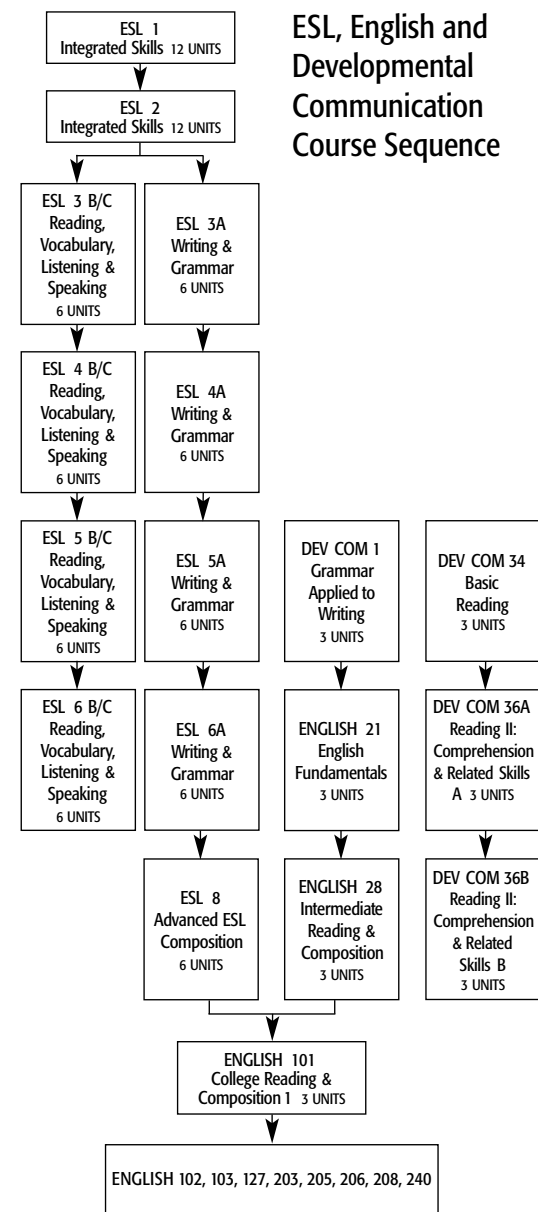 ESL, English and
Developmental
Communication
Course Sequence
ESL 1
Integrated Skills 12 UNITS
ESL 2
Integrated Skills 12 UNITS
ESL 3 B/C
Reading,
Vocabulary,
Listening &
Speaking
6 UNITS
ESL 3A
Writing &
Grammar
6 UNITS
ESL 4 B/C
Reading,
Vocabulary,
Listening &
Speaking
6 UNITS
ESL 4A
Writing &
Grammar
6 UNITS
ESL 5 B/C
Reading,
Vocabulary,
Listening &
Speaking
6 UNITS
ESL 5A
Writing &
Grammar
6 UNITS
DEV COM 1
Grammar
Applied to
Writing
3 UNITS
DEV COM 34
Basic
Reading
3 UNITS
ESL 6 B/C
Reading,
Vocabulary,
Listening &
Speaking
6 UNITS
ESL 6A
Writing &
Grammar
6 UNITS
ENGLISH 21
English
Fundamentals
3 UNITS
DEV COM 36A
Reading II:
Comprehension
& Related Skills
A 3 UNITS
ESL 8
Advanced ESL
Composition
6 UNITS
ENGLISH 28
Intermediate
Reading &
Composition
3 UNITS
DEV COM 36B
Reading II:
Comprehension
& Related
Skills B
3 UNITS
ENGLISH 101
College Reading &
Composition 1 3 UNITS
ENGLISH 102, 103, 127, 203, 205, 206, 208, 240